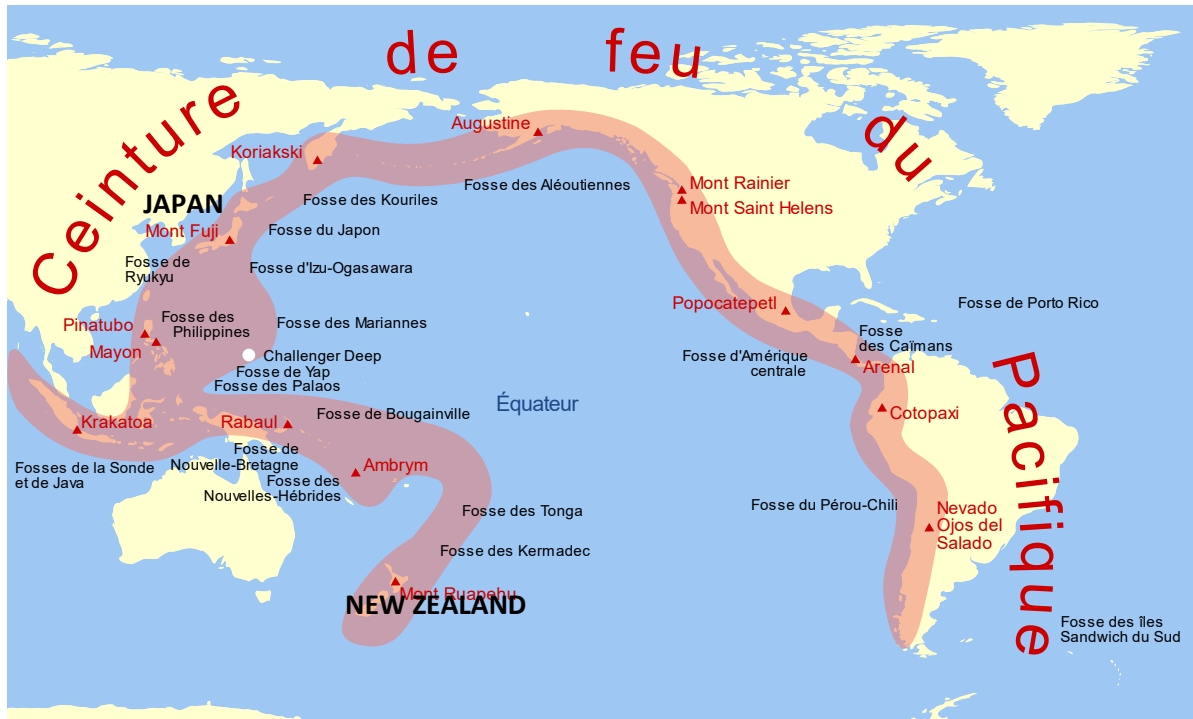 Ceinture de feu du Pacifique
Augustine
Koriakski
JAPAN
Mont Fuji
Fosse des Aléoutiennes
Fosse des Kouriles
Fosse du Japon
Fosse de
Ryukyu
Fosse d'Izu-Ogasawara
Mont Rainier
Mont Saint Helens
Pinatubo
Mayon
Fosse des
Philippines
Fosse des Mariannes
Challenger Deep
Fosse de Yap
Fosse des Palaos
Popocatepetl
Fosse de Porto Rico
Fosse
des Caïmans
Fosse d'Amérique
centrale
Arenal
Équateur
Cotopaxi
Krakatoa
Rabaul
Fosse de Bougainville
Fosse de
Nouvelle-Bretagne
Ambrym
Fosses de la Sonde
et de Java
Fosse des
Nouvelles-Hébrides
Fosse des Tonga
Fosse du Pérou-Chili
Nevado
Ojos del
Salado
Fosse des Kermadec
Mont Ruapehu
NEW ZEALAND
Fosse des îles
Sandwich du Sud